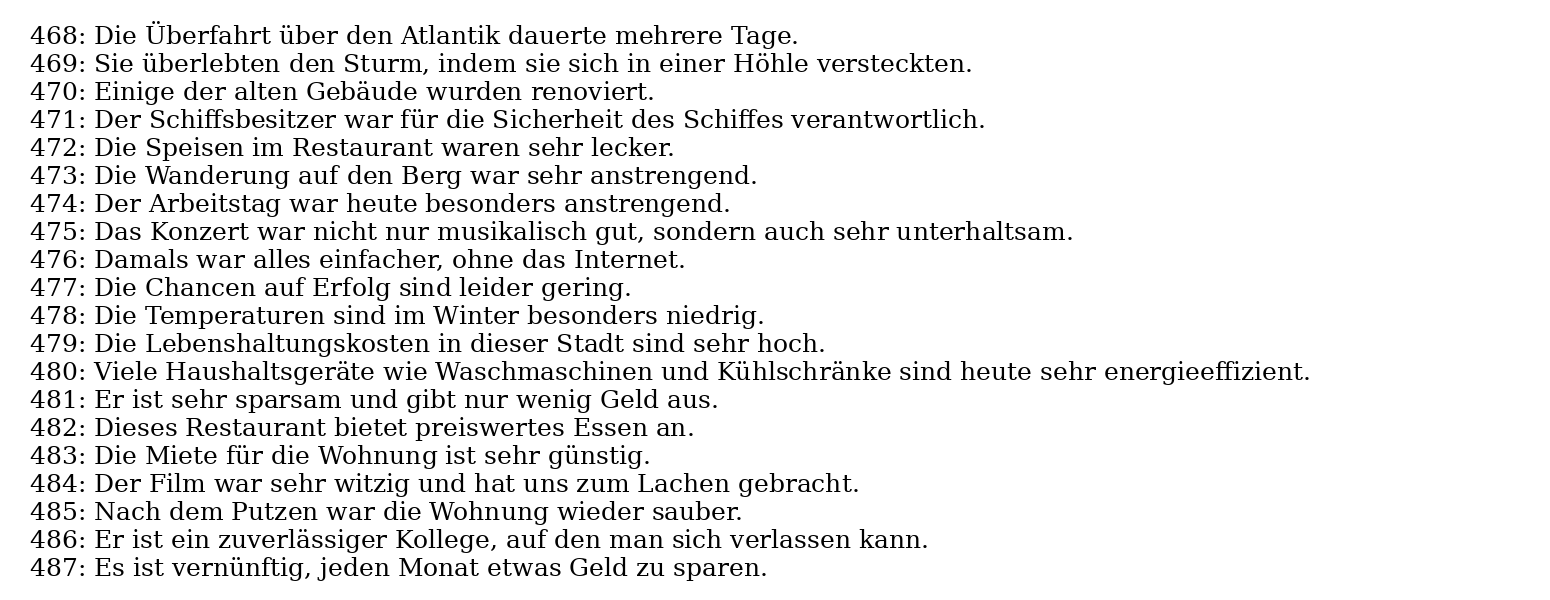 468: Die Überfahrt über den Atlantik dauerte mehrere Tage.
469: Sie überlebten den Sturm, indem sie sich in einer Höhle versteckten.
470: Einige der alten Gebäude wurden renoviert.
471: Der Schiffsbesitzer war für die Sicherheit des Schiffes verantwortlich.
472: Die Speisen im Restaurant waren sehr lecker.
473: Die Wanderung auf den Berg war sehr anstrengend.
474: Der Arbeitstag war heute besonders anstrengend.
475: Das Konzert war nicht nur musikalisch gut, sondern auch sehr unterhaltsam.
476: Damals war alles einfacher, ohne das Internet.
477: Die Chancen auf Erfolg sind leider gering.
478: Die Temperaturen sind im Winter besonders niedrig.
479: Die Lebenshaltungskosten in dieser Stadt sind sehr hoch.
480: Viele Haushaltsgeräte wie Waschmaschinen und Kühlschränke sind heute sehr energieeffizient.
481: Er ist sehr sparsam und gibt nur wenig Geld aus.
482: Dieses Restaurant bietet preiswertes Essen an.
483: Die Miete für die Wohnung ist sehr günstig.
484: Der Film war sehr witzig und hat uns zum Lachen gebracht.
485: Nach dem Putzen war die Wohnung wieder sauber.
486: Er ist ein zuverlässiger Kollege, auf den man sich verlassen kann.
487: Es ist vernünftig, jeden Monat etwas Geld zu sparen.